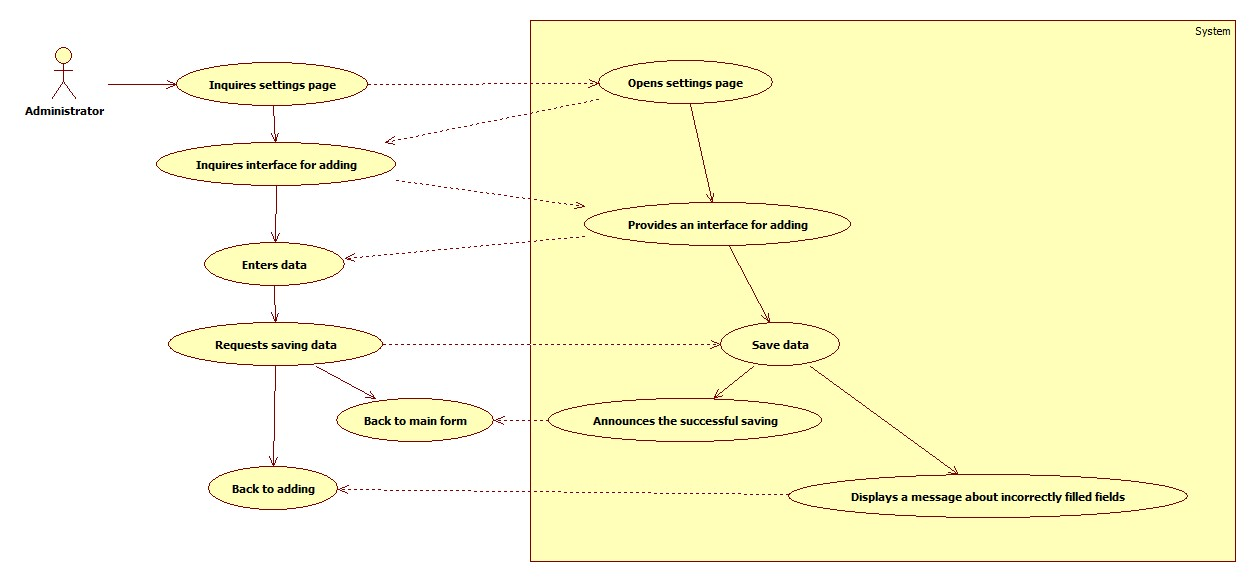 System
Administrator
Inquires settings page
Opens settings page
Inquires interface for adding
Provides an interface for adding
Enters data
Requests saving data
Save data
Back to main form
Announces the successful saving
Back to adding
Displays a message about incorrectly filled fields